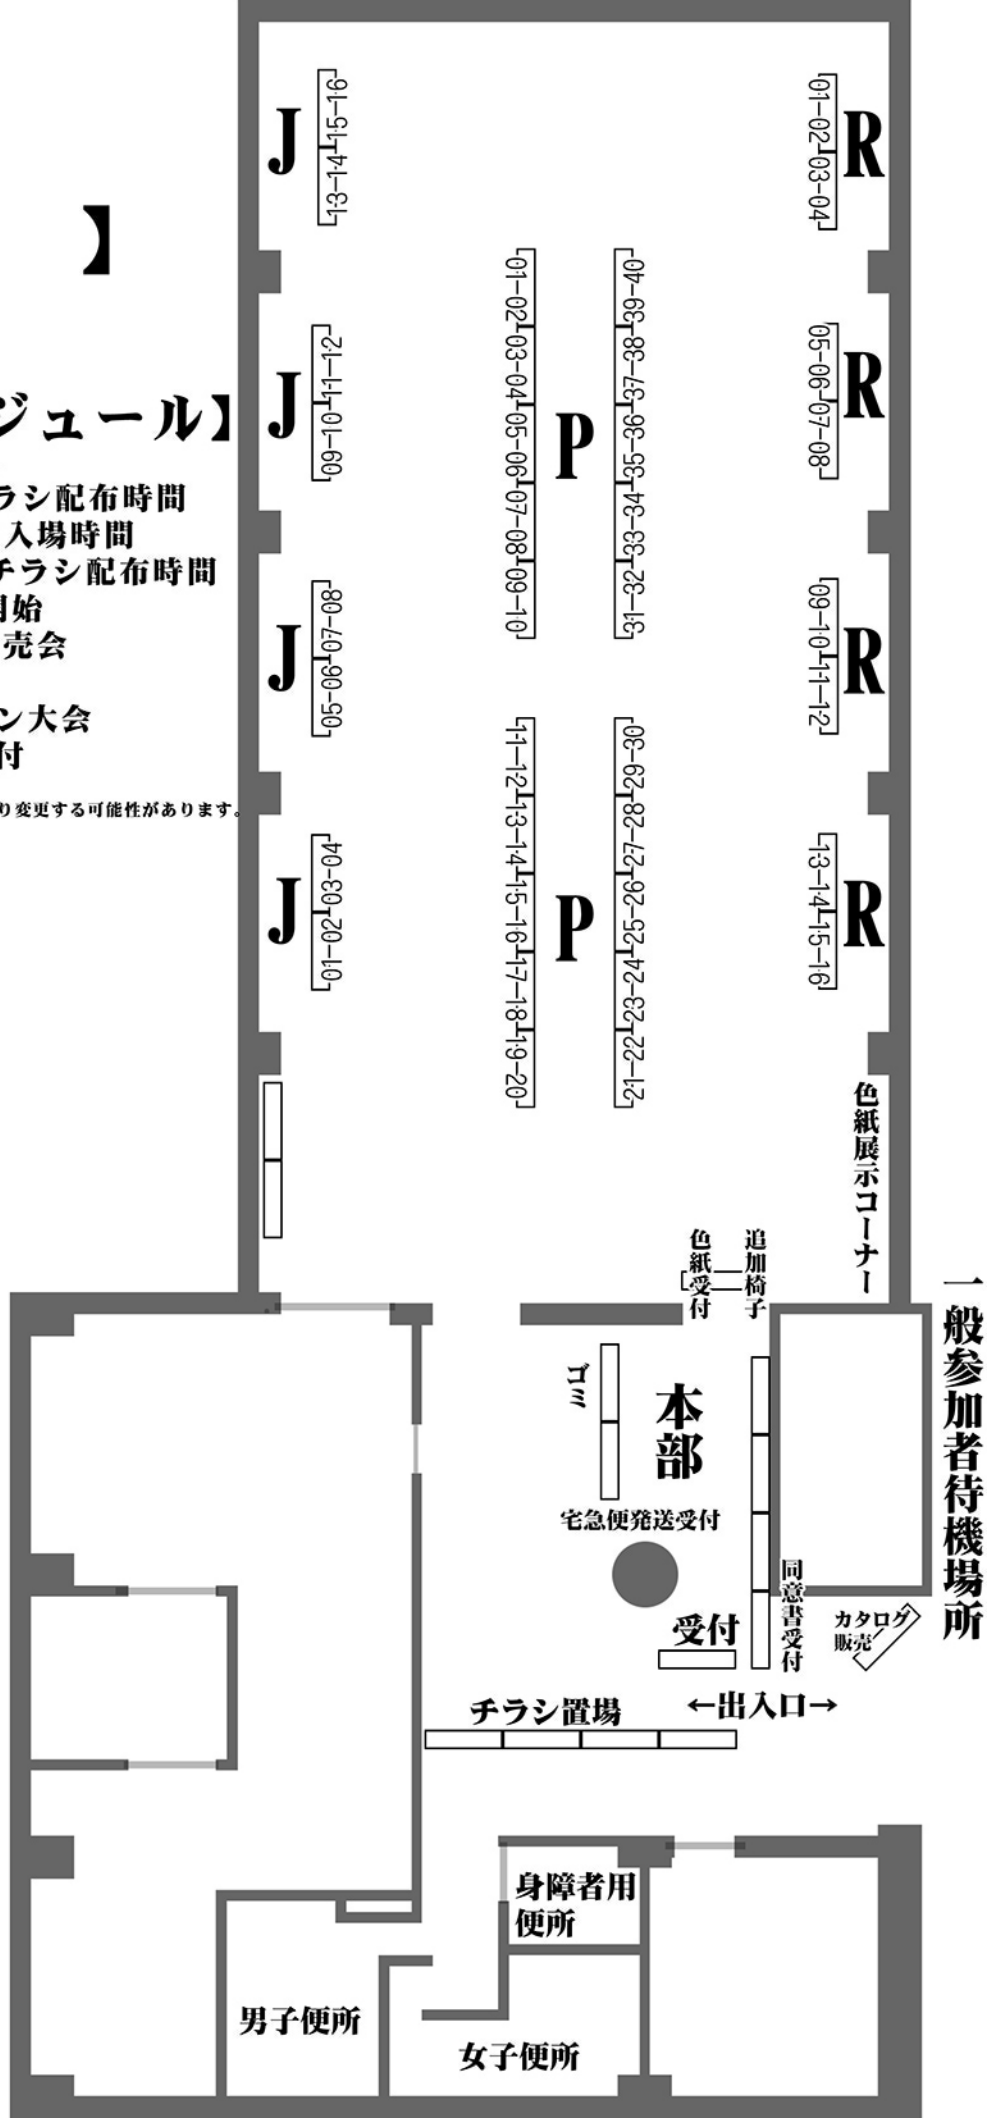 】
ジュール】
ラシ配布時間
入場時間
チラシ配布時間
開始
売会
ン大会
付
り変更する可能性があります。
J
13-14 15-16
J
09-10 11-12
J
05-06 07-08
J
01-02 03-04
P
01-02 03-04 05-06 07-08 09-10
31-32 33-34 35-36 37-38 39-40
P
11-12 13-14 15-16 17-18 19-20
21-22 23-24 25-26 27-28 29-30
R
01-02 03-04
R
05-06 07-08
R
09-10 11-12
R
13-14 15-16
色紙展示コーナー
追加椅子
色紙受付
一般参加者待機場所
ゴミ
本部
宅急便発送受付
同意書受付
受付
カタログ
販売
←出入口→
チラシ置場
身障者用
便所
男子便所
女子便所